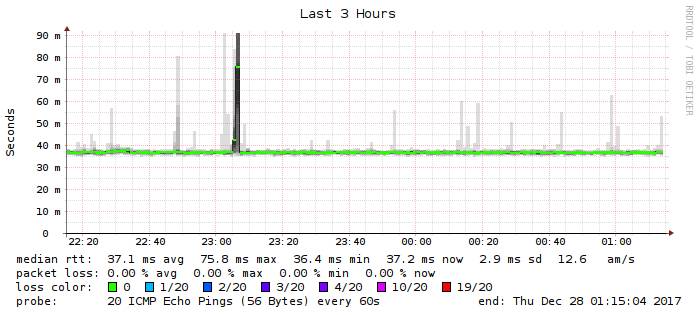 Last 3 Hours
RRDTOOL / TOBI OETIKER
Seconds
90 m
80 m
70 m
60 m
50 m
40 m
30 m
20 m
10 m
0
22:20 22:40 23:00 23:20 23:40 00:00 00:20 00:40 01:00
median rtt: 37.1 ms avg 75.8 ms max 36.4 ms min 37.2 ms now 2.9 ms sd 12.6 am/s
packet loss: 0.00 % avg 0.00 % max 0.00 % min 0.00 % now
loss color: 0 1/20 2/20 3/20 4/20 10/20 19/20
probe: 20 ICMP Echo Pings (56 Bytes) every 60s end: Thu Dec 28 01:15:04 2017